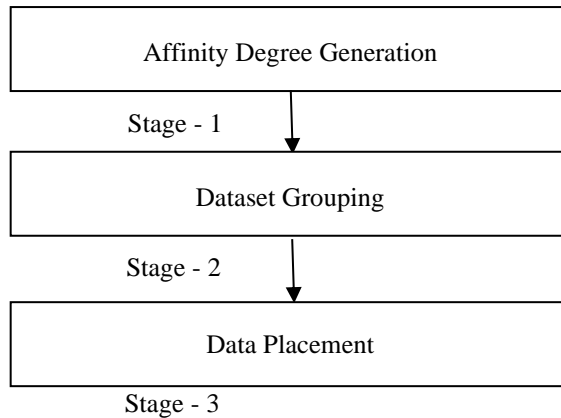 Affinity Degree Generation
Stage - 1
Dataset Grouping
Stage - 2
Data Placement
Stage - 3